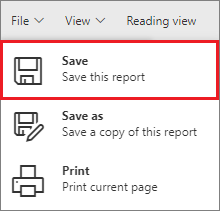 File View Reading view
Save
Save this report
Save as
Save a copy of this report
Print
Print current page